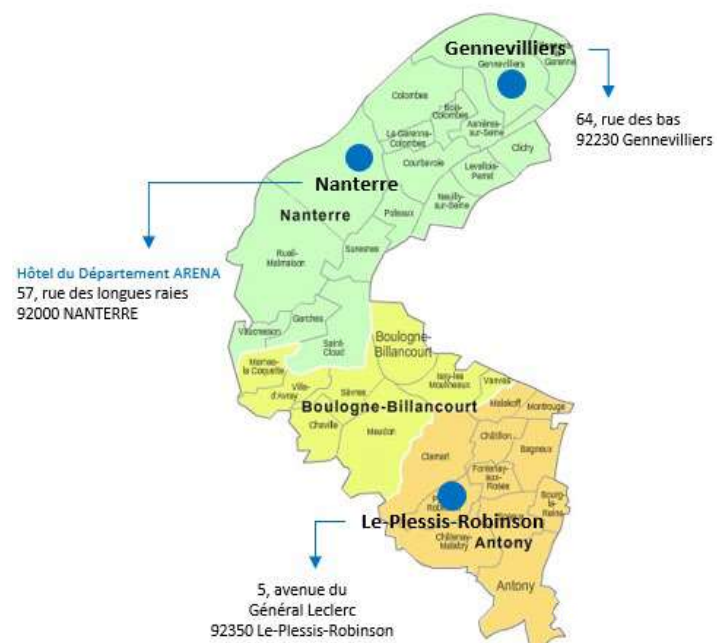 Gennevilliers
Gennevilliers
Garenne
Colombes
Bois-
Colombes
Asnières-
sur-Seine
La Garenne-
Colombes
Clichy
Courbevoie
Levallois-
Perret
64, rue des bas
92230 Gennevilliers
Nanterre
Nanterre
Neuilly-
sur-Seine
Puteaux
Suresnes
Rueil-
Malmaison
Hôtel du Département ARENA
57, rue des longues raies
92000 NANTERRE
Vaucresson
Garches
Saint-
Cloud
Boulogne-
Billancourt
Marnes-
la Coquette
Ville-
d'Avray
Sèvres
Issy-les
Moulineaux
Vanves
Boulogne-Billancourt
Malakoff
Montrouge
Chaville
Meudon
Châtillon
Clamart
Bagneux
Fontenay-
aux-
Roses
Bourg-
la-Reine
Le-Plessis-Robinson
Châtenay-
Malabry
Antony
Antony
5, avenue du
Général Leclerc
92350 Le-Plessis-Robinson